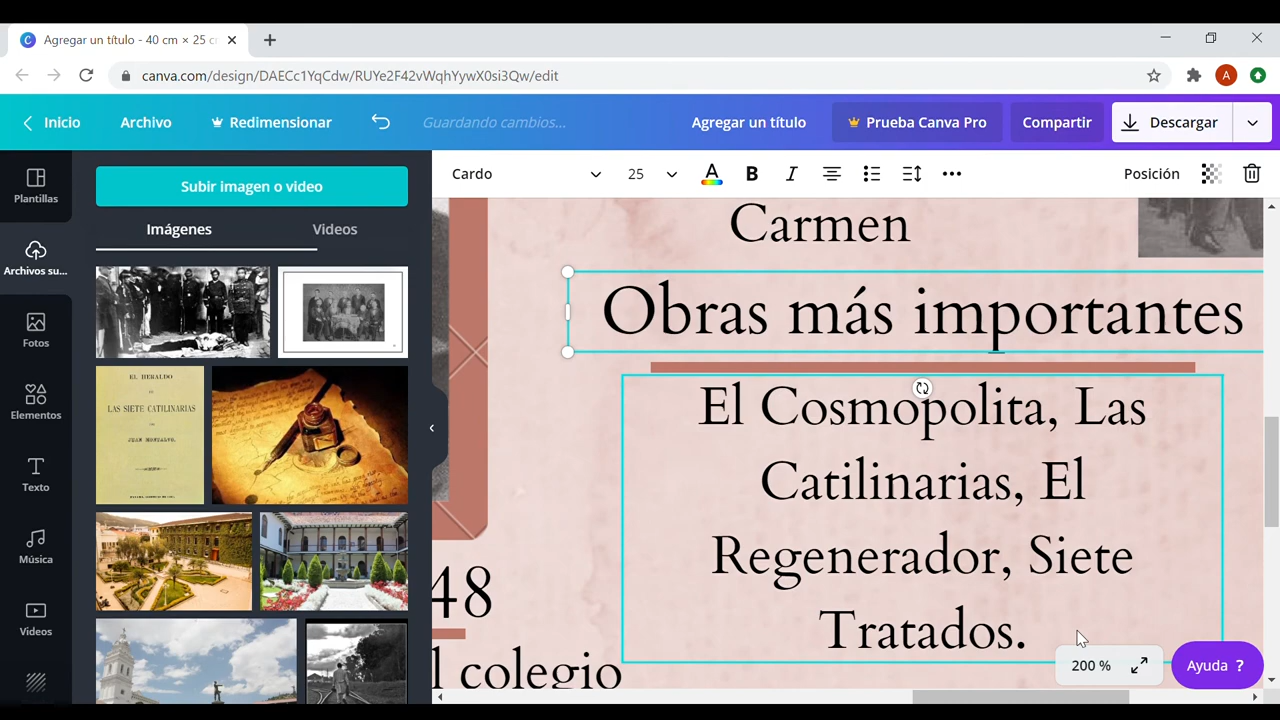 Agregar un título - 40 cm × 25 c
canva.com/design/DAECc1YqCdw/RUYe2F42vWqhYywX0si3Qw/edit
A
Inicio
Archivo
Redimensionar
Guardando cambios...
Agregar un título
Prueba Canva Pro
Compartir
Descargar
Plantillas
Archivos su...
Fotos
Elementos
Texto
Música
Videos
Subir imagen o video
Imágenes
Videos
EL HERALDO
LAS SIETE CATILINARIAS
JUAN MONTALVO.
Cardo
25
A
B
I
Posición
Carmen
Obras más importantes
El Cosmopolita, Las
Catilinarias, El
Regenerador, Siete
Tratados.
48
l colegio
200 %
Ayuda ?